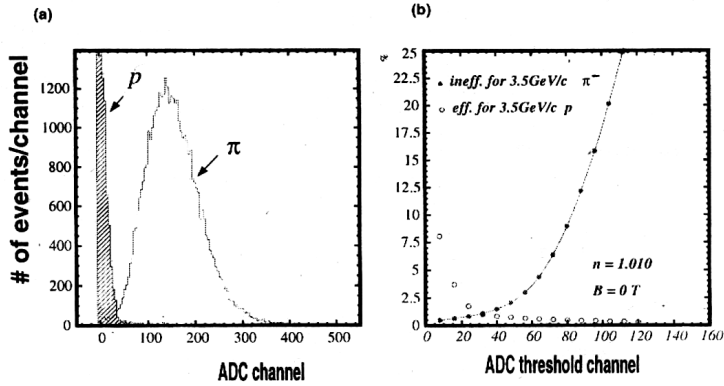 (a)
(b)
# of events/channel
1200
1000
800
600
400
200
0
p
π
0 100 200 300 400 500
ADC channel
25
22.5
20
17.5
15
12.5
10
7.5
5
2.5
0
ineff. for 3.5GeV/c π⁻
eff. for 3.5GeV/c p
n = 1.010
B = 0 T
0 20 40 60 80 100 120 140 160
ADC threshold channel